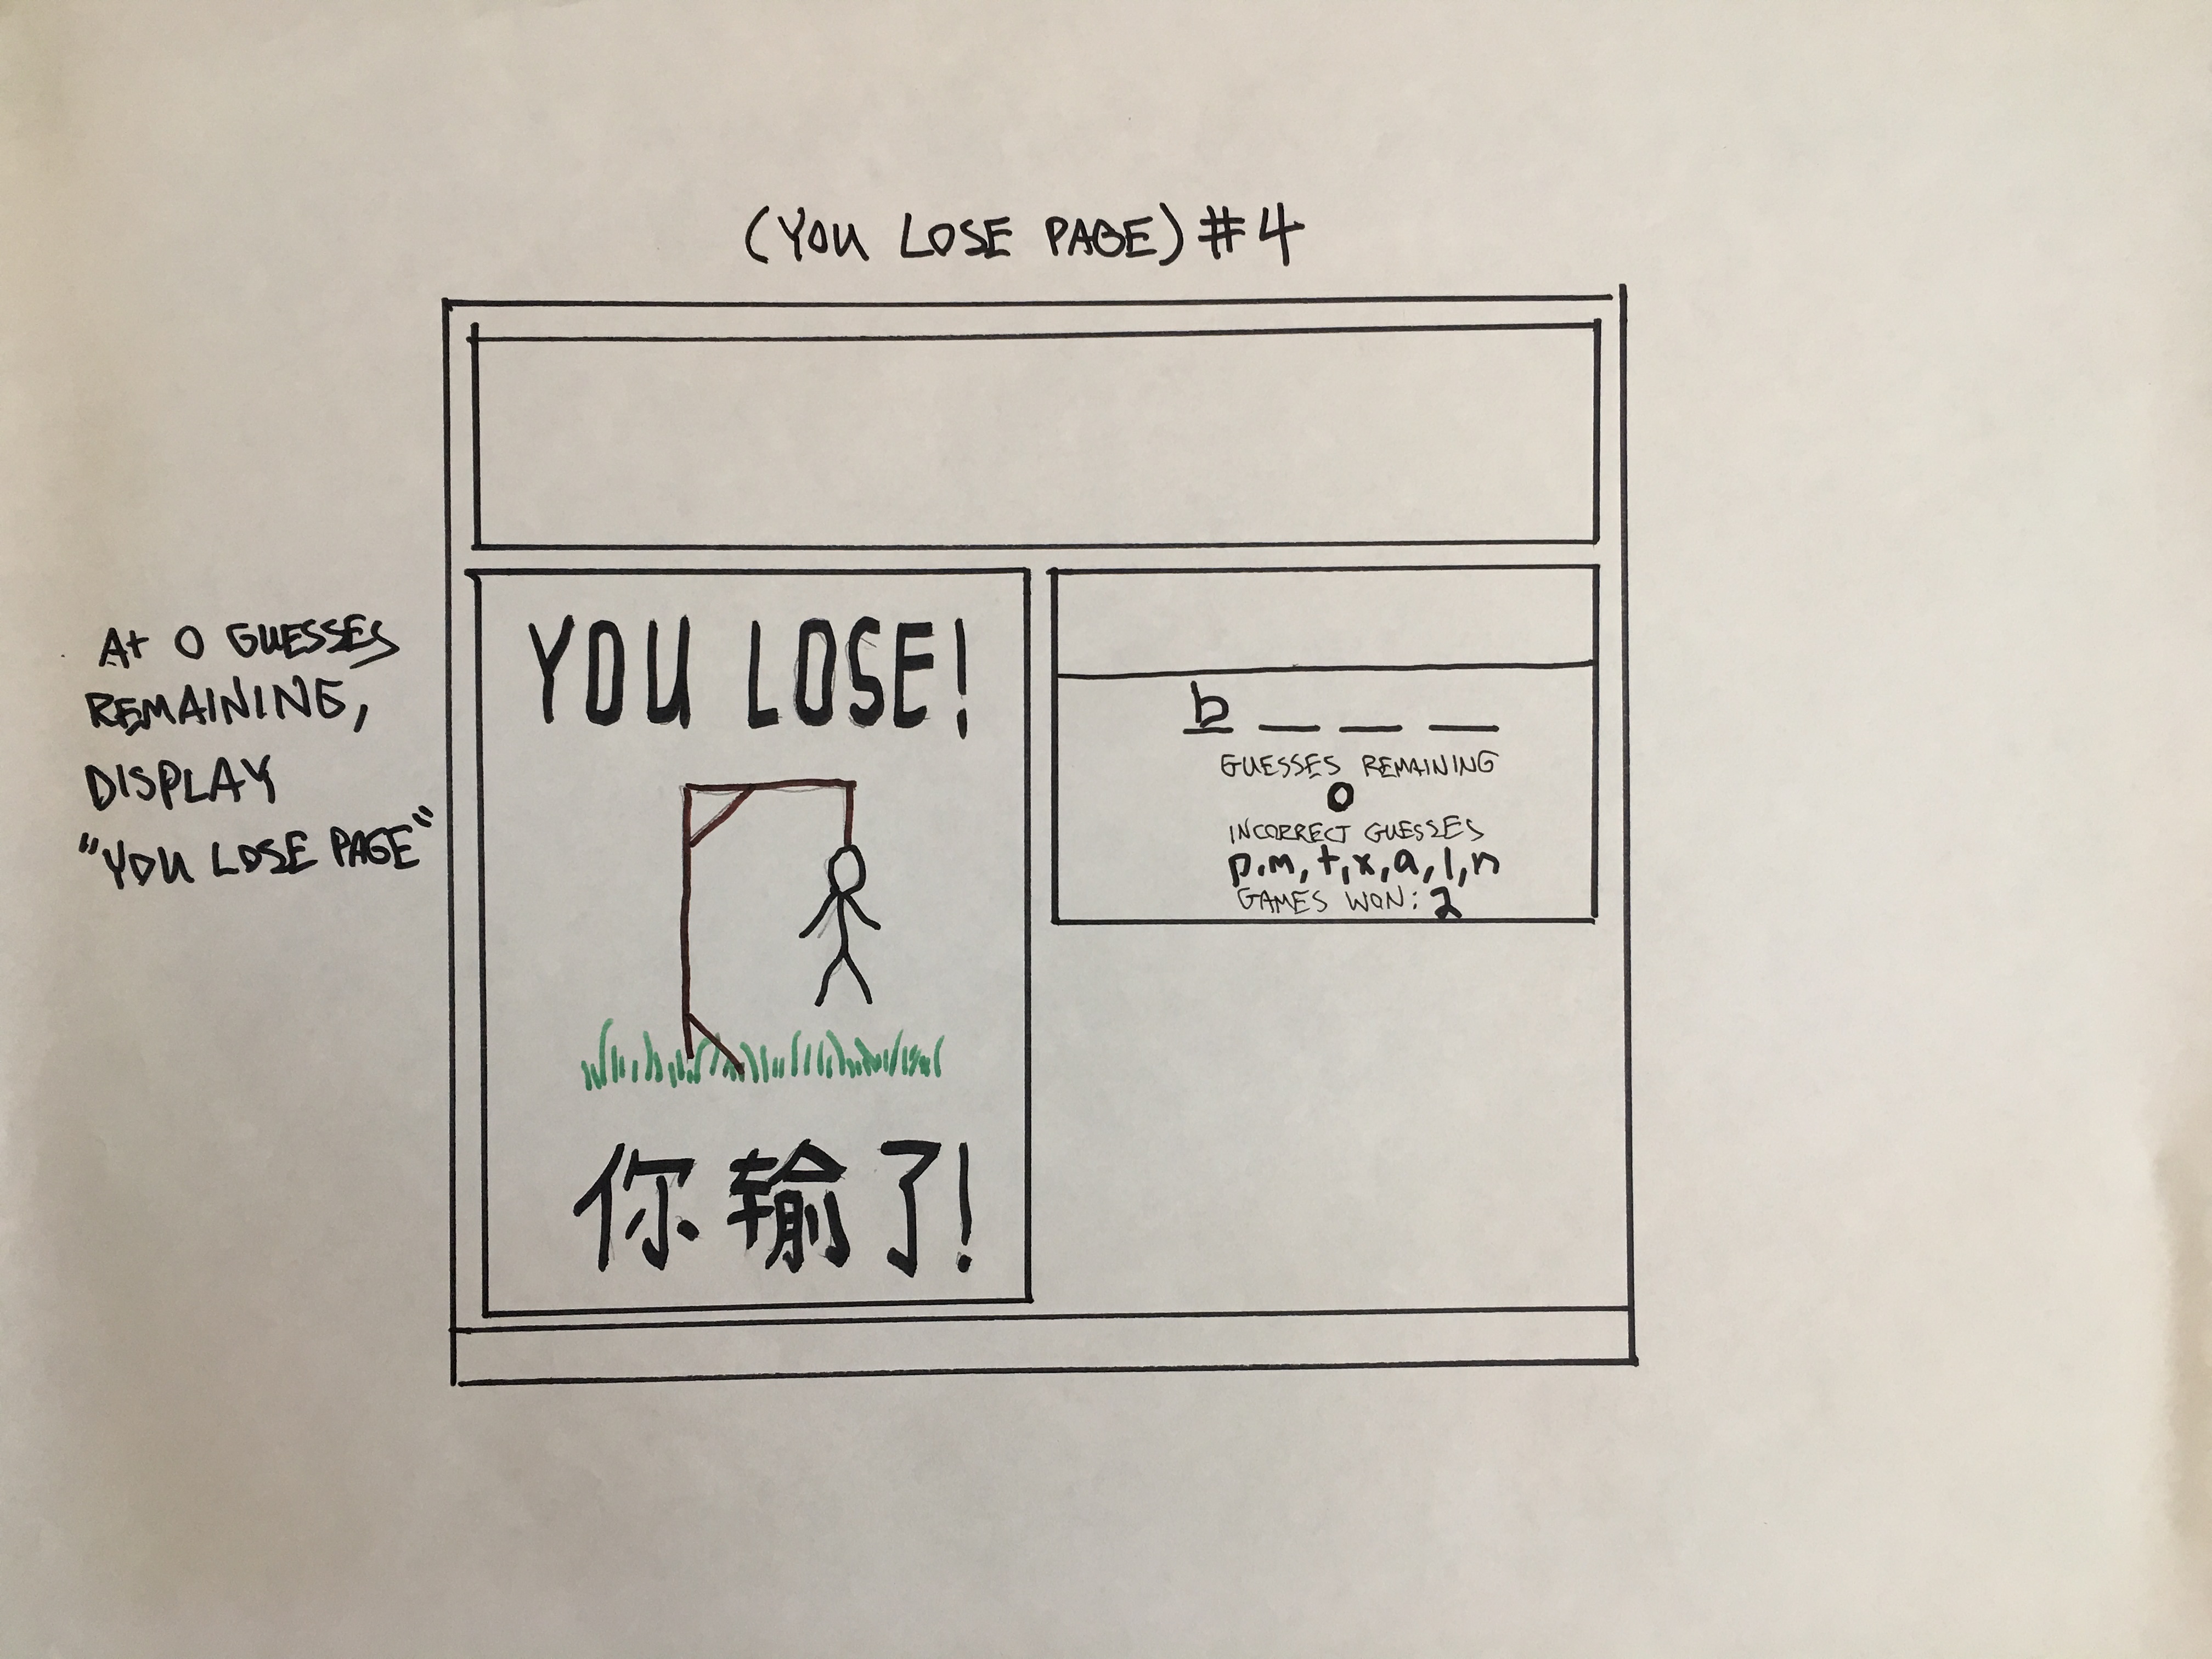 (YOU LOSE PAGE) #4
At 0 GUESSES
REMAINING,
DISPLAY
"YOU LOSE PAGE"
YOU LOSE!
你输了!
b _ _ _
GUESSES REMAINING
0
INCORRECT GUESSES
p,m,t,x,a,l,n
GAMES WON: 2